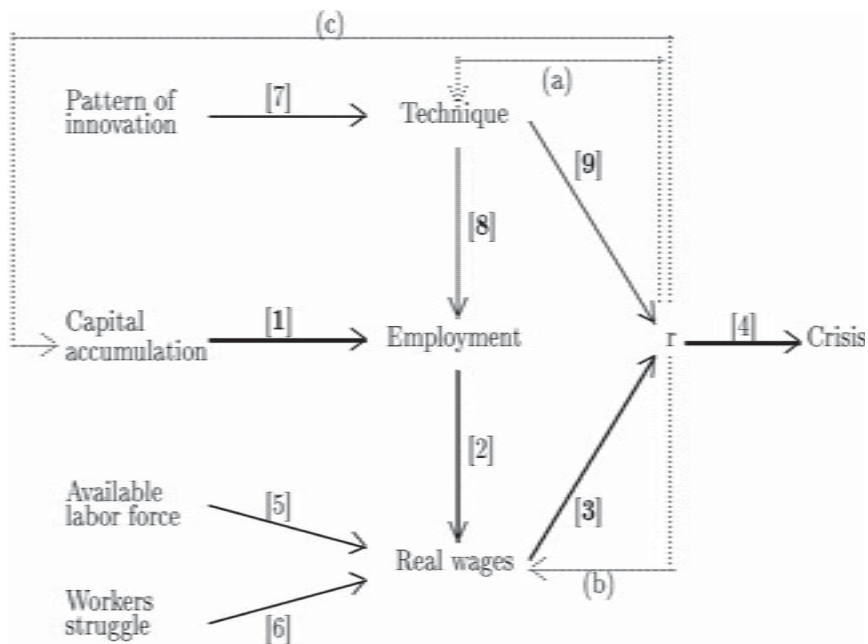 (c)
(a)
Pattern of
innovation
[7]
Technique
[9]
[8]
Capital
accumulation
[1]
Employment
r
[4]
Crisis
[2]
Available
labor force
[5]
[3]
Real wages
(b)
Workers
struggle
[6]